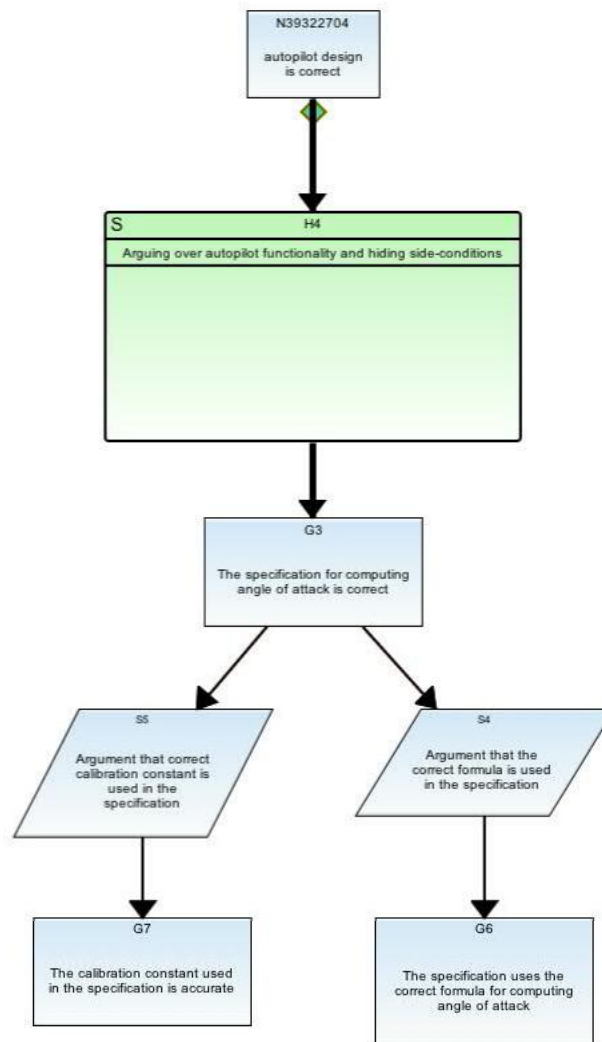 N39322704
autopilot design
is correct
S
H4
Arguing over autopilot functionality and hiding side-conditions
G3
The specification for computing
angle of attack is correct
S5
Argument that correct
calibration constant is
used in the
specification
S4
Argument that the
correct formula is used
in the specification
G7
The calibration constant used
in the specification is accurate
G6
The specification uses the
correct formula for computing
angle of attack